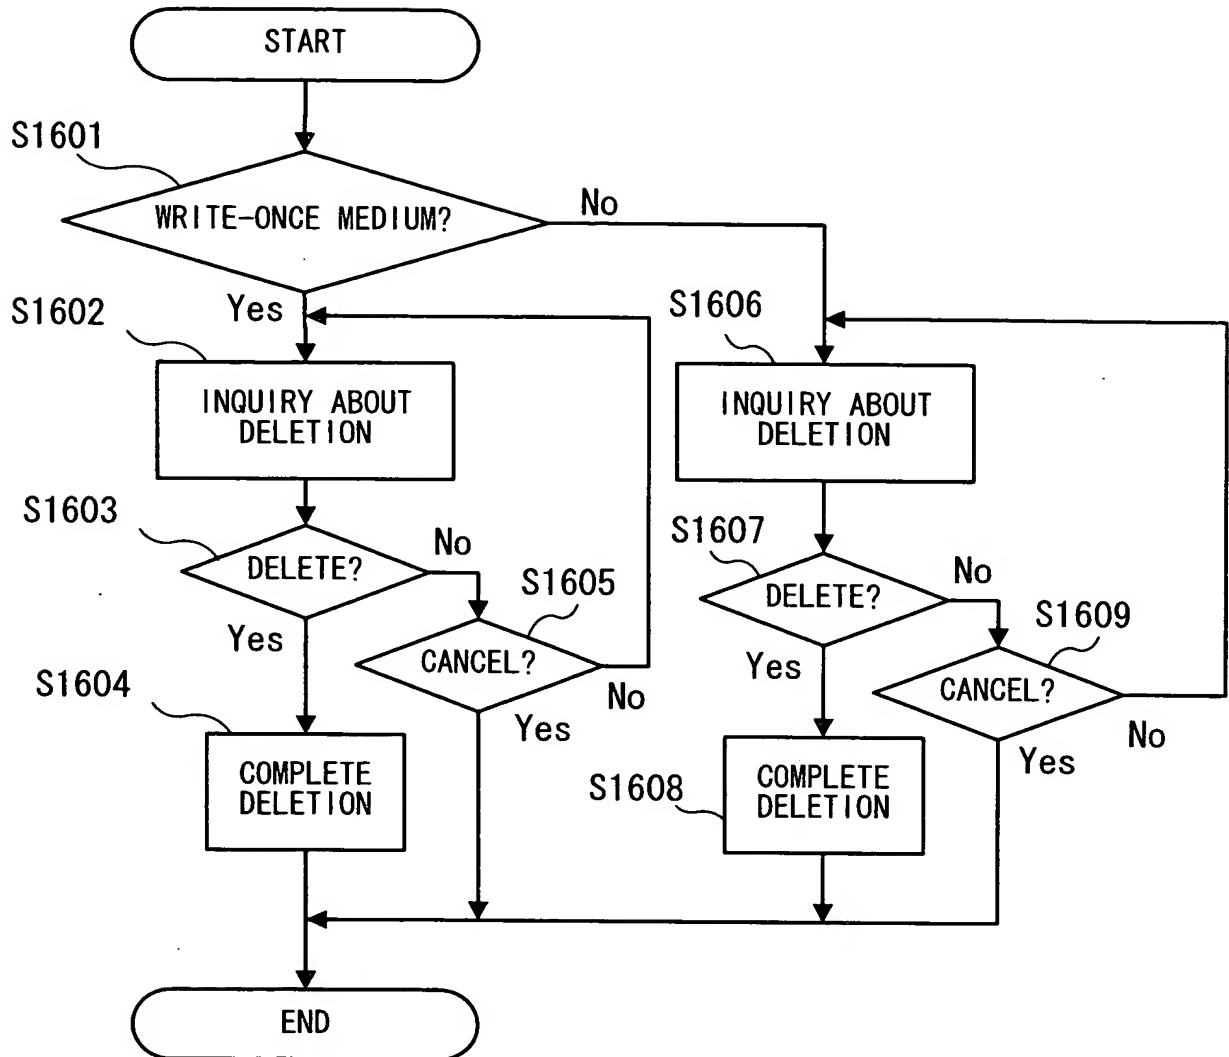 START
S1601
WRITE-ONCE MEDIUM?
No
Yes
S1602
S1606
INQUIRY ABOUT
DELETION
INQUIRY ABOUT
DELETION
S1603
DELETE?
No
S1605
S1607
DELETE?
No
S1609
Yes
CANCEL?
No
Yes
Yes
CANCEL?
No
Yes
S1604
COMPLETE
DELETION
S1608
COMPLETE
DELETION
END